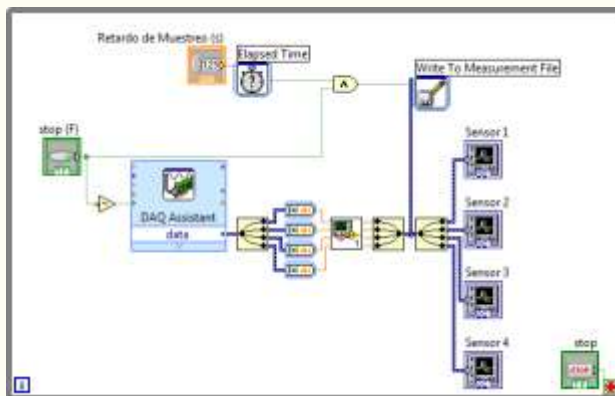 Retardo de Muestreo (s)
Elapsed Time
Write To Measurement File
stop (F)
DAQ Assistant
data
Sensor 1
Sensor 2
Sensor 3
Sensor 4
stop
i